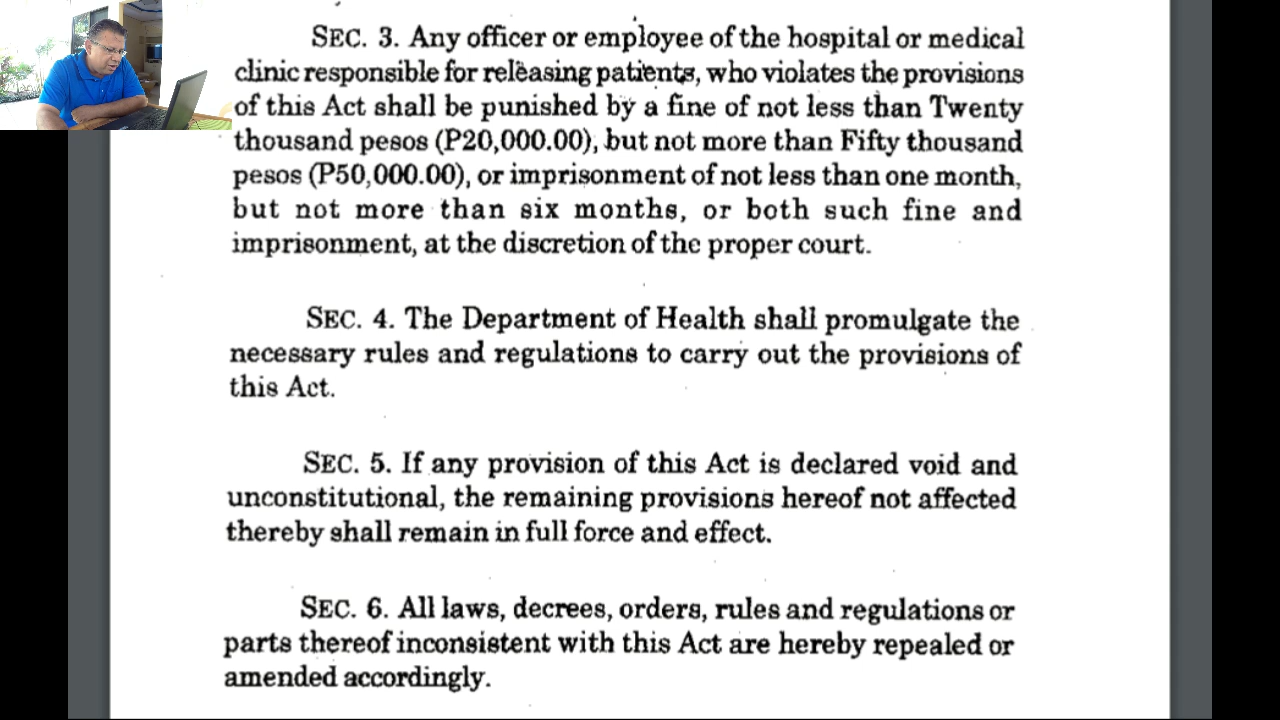 SEC. 3. Any officer or employee of the hospital or medical
clinic responsible for releasing patients, who violates the provisions
of this Act shall be punished by a fine of not less than Twenty
thousand pesos (P20,000.00), but not more than Fifty thousand
pesos (P50,000.00), or imprisonment of not less than one month,
but not more than six months, or both such fine and
imprisonment, at the discretion of the proper court.
SEC. 4. The Department of Health shall promulgate the
necessary rules and regulations to carry out the provisions of
this Act.
SEC. 5. If any provision of this Act is declared void and
unconstitutional, the remaining provisions hereof not affected
thereby shall remain in full force and effect.
SEC. 6. All laws, decrees, orders, rules and regulations or
parts thereof inconsistent with this Act are hereby repealed or
amended accordingly.